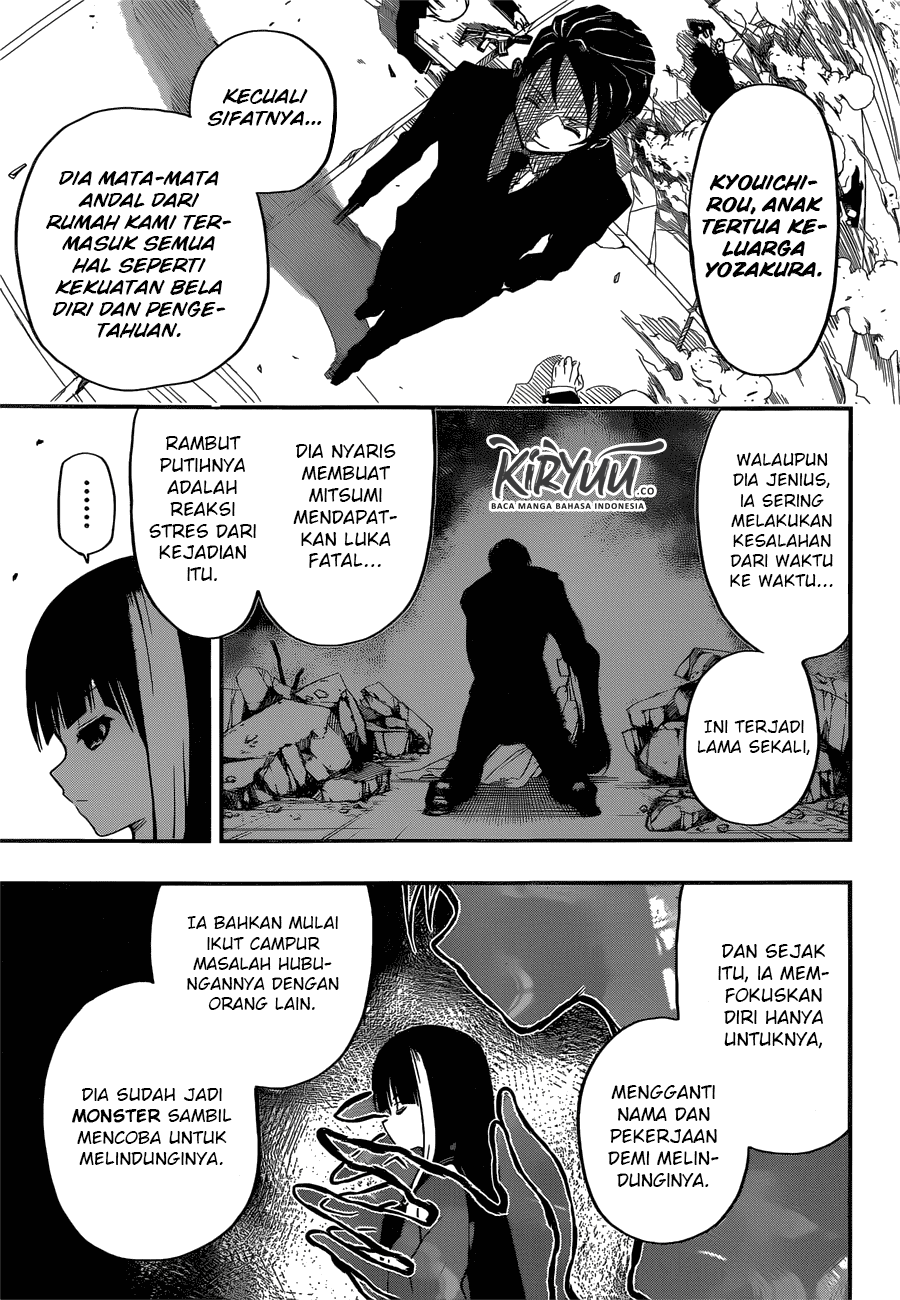 KYOUICHI-
ROU, ANAK
TERTUA KE-
LUARGA
YOZAKURA.
KECUALI
SIFATNYA...
DIA MATA-MATA
ANDAL DARI
RUMAH KAMI TER-
MASUK SEMUA
HAL SEPERTI
KEKUATAN BELA
DIRI DAN PENGE-
TAHUAN.
WALAUPUN
DIA JENIUS,
IA SERING
MELAKUKAN
KESALAHAN
DARI WAKTU
KE WAKTU...
INI TERJADI
LAMA SEKALI,
KIRYUU.CO
BACA MANGA BAHASA INDONESIA
DIA NYARIS
MEMBUAT
MITSUMI
MENDAPAT-
KAN LUKA
FATAL...
RAMBUT
PUTIHNYA
ADALAH
REAKSI
STRES DARI
KEJADIAN
ITU.
......
DAN SEJAK
ITU, IA MEM-
FOKUSKAN
DIRI HANYA
UNTUKNYA,
MENGGANTI
NAMA DAN
PEKERJAAN
DEMI MELIN-
DUNGINYA.
IA BAHKAN MULAI
IKUT CAMPUR
MASALAH HUBU-
NGANNYA DENGAN
ORANG LAIN.
DIA SUDAH JADI
MONSTER SAMBIL
MENCOBA UNTUK
MELINDUNGINYA.